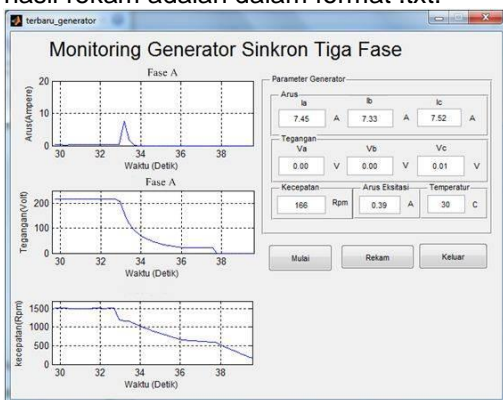 hasil rekam adalah dalam format .txt.
terbaru_generator
Monitoring Generator Sinkron Tiga Fase
Fase A
20
10
0
Arus(Ampere)
30 32 34 36 38
Waktu (Detik)
Fase A
200
100
0
Tegangan(Volt)
30 32 34 36 38
Waktu (Detik)
1500
1000
500
0
kecepatan(Rpm)
30 32 34 36 38
Waktu (Detik)
Parameter Generator
Arus
Ia Ib Ic
7.45 A 7.33 A 7.52 A
Tegangan
Va Vb Vc
0.00 V 0.00 V 0.01 V
Kecepatan Arus Eksitasi Temperatur
166 Rpm 0.39 A 30 C
Mulai Rekam Keluar